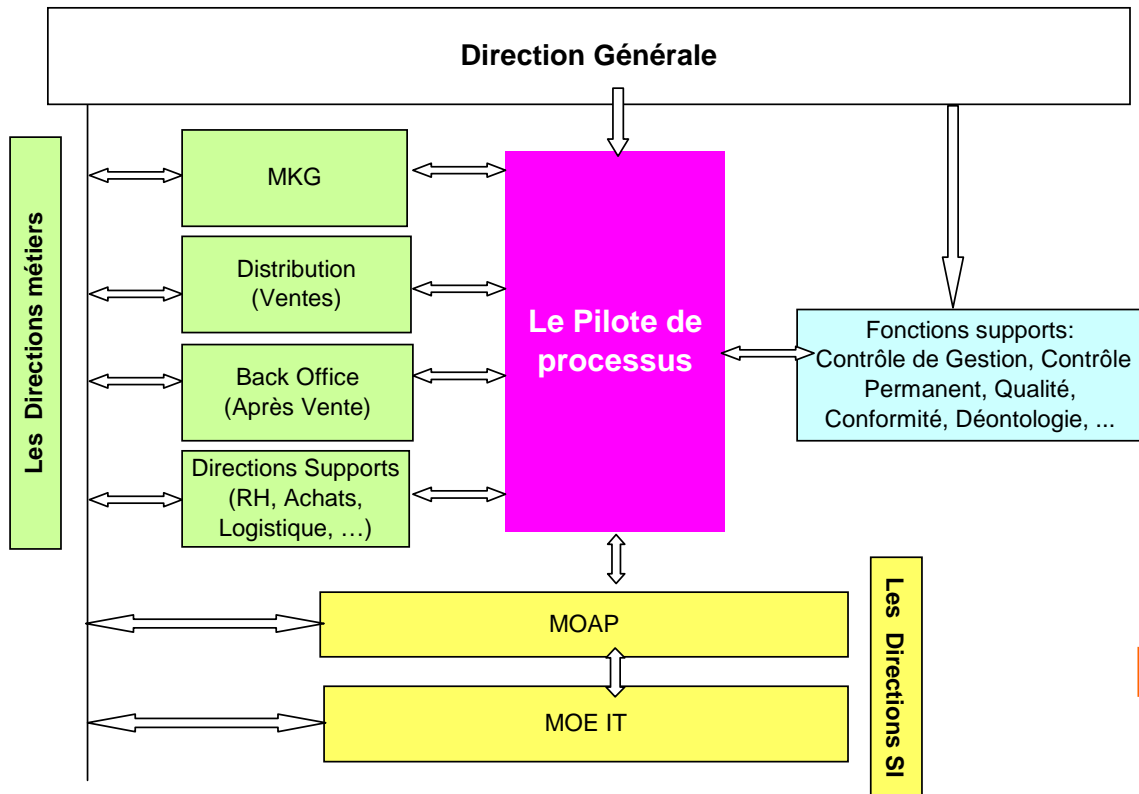 Direction Générale
Les Directions métiers
MKG
Distribution
(Ventes)
Back Office
(Après Vente)
Directions Supports
(RH, Achats,
Logistique, …)
Le Pilote de
processus
Fonctions supports:
Contrôle de Gestion, Contrôle
Permanent, Qualité,
Conformité, Déontologie, ...
MOAP
MOE IT
Les Directions SI